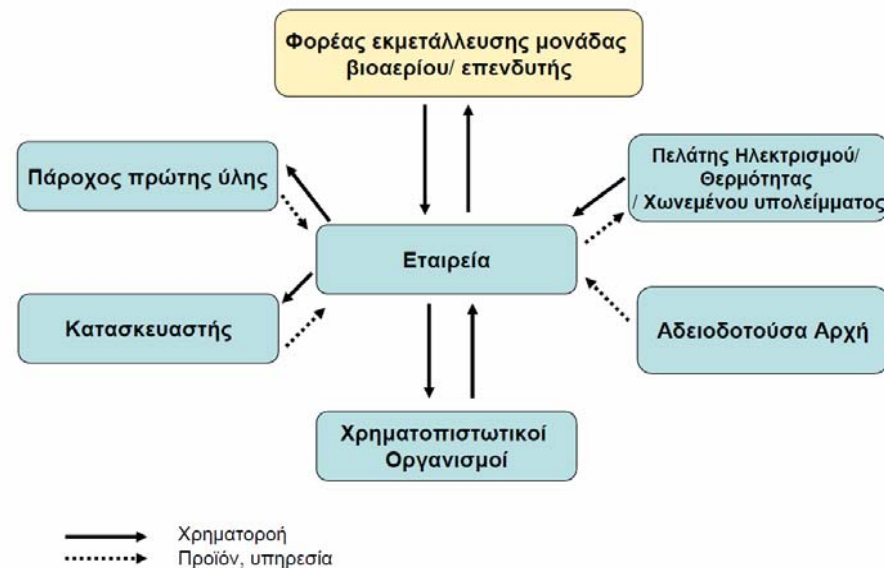 Φορέας εκμετάλλευσης μονάδας
βιοαερίου/ επενδυτής
Πάροχος πρώτης ύλης
Πελάτης Ηλεκτρισμού/
Θερμότητας
/ Χωνεμένου υπολείμματος
Εταιρεία
Κατασκευαστής
Αδειοδοτούσα Αρχή
Χρηματοπιστωτικοί
Οργανισμοί
Χρηματοροή
Προϊόν, υπηρεσία